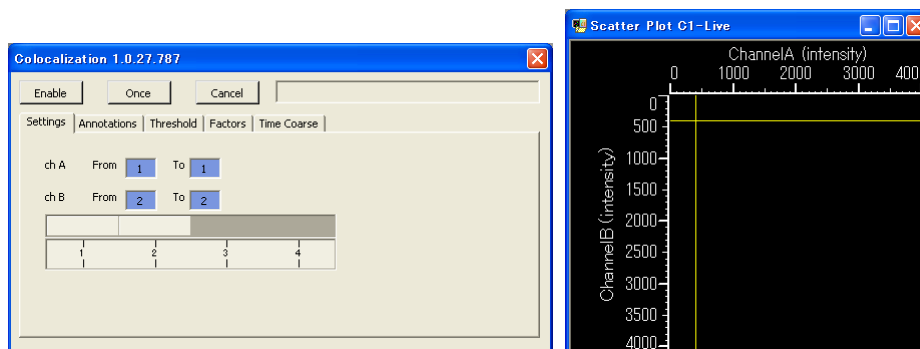 Colocalization 1.0.27.787
Enable Once Cancel
Settings Annotations Threshold Factors Time Coarse
ch A From 1 To 1
ch B From 2 To 2
1 2 3 4
Scatter Plot C1-Live
ChannelA (intensity)
0 1000 2000 3000 400
ChannelB (intensity)
0
500
1000
1500
2000
2500
3000
3500
4000